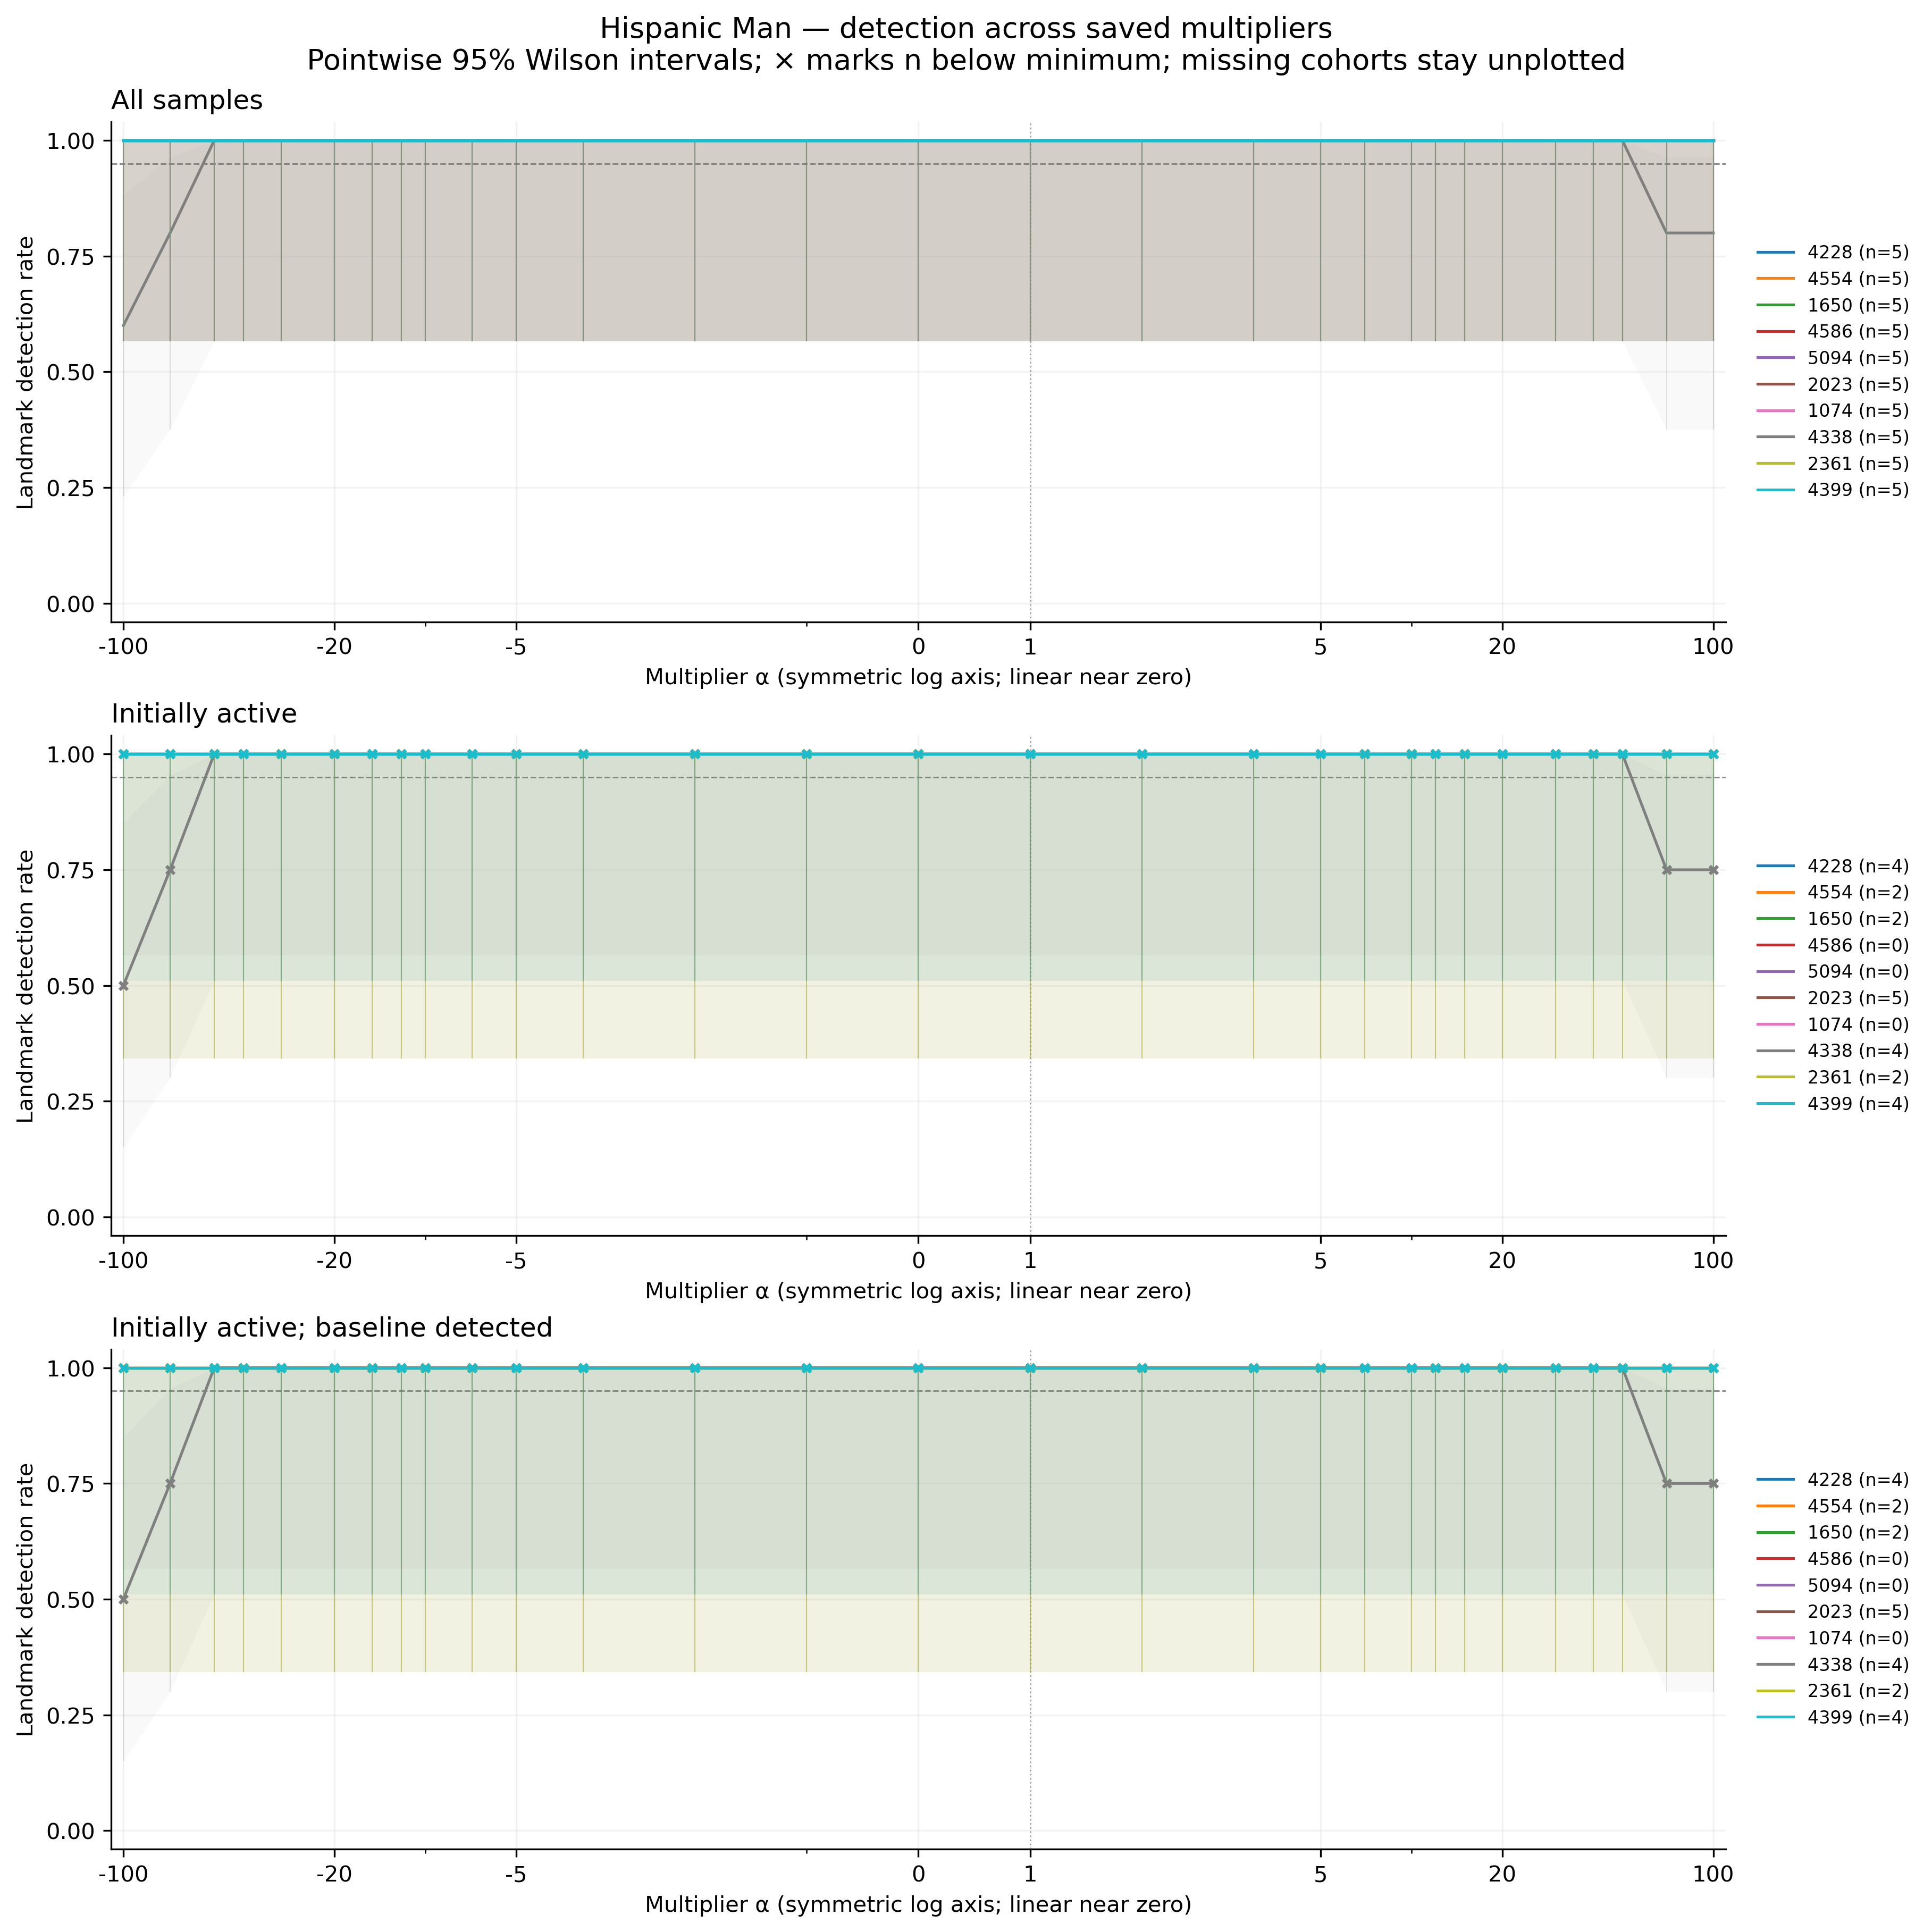 Hispanic Man — detection across saved multipliers
Pointwise 95% Wilson intervals; × marks n below minimum; missing cohorts stay unplotted
All samples
Landmark detection rate
1.00
0.75
0.50
0.25
0.00
-100
-20
-5
0
1
5
20
100
Multiplier α (symmetric log axis; linear near zero)
4228 (n=5)
4554 (n=5)
1650 (n=5)
4586 (n=5)
5094 (n=5)
2023 (n=5)
1074 (n=5)
4338 (n=5)
2361 (n=5)
4399 (n=5)
Initially active
Landmark detection rate
1.00
0.75
0.50
0.25
0.00
-100
-20
-5
0
1
5
20
100
Multiplier α (symmetric log axis; linear near zero)
4228 (n=4)
4554 (n=2)
1650 (n=2)
4586 (n=0)
5094 (n=0)
2023 (n=5)
1074 (n=0)
4338 (n=4)
2361 (n=2)
4399 (n=4)
Initially active; baseline detected
Landmark detection rate
1.00
0.75
0.50
0.25
0.00
-100
-20
-5
0
1
5
20
100
Multiplier α (symmetric log axis; linear near zero)
4228 (n=4)
4554 (n=2)
1650 (n=2)
4586 (n=0)
5094 (n=0)
2023 (n=5)
1074 (n=0)
4338 (n=4)
2361 (n=2)
4399 (n=4)